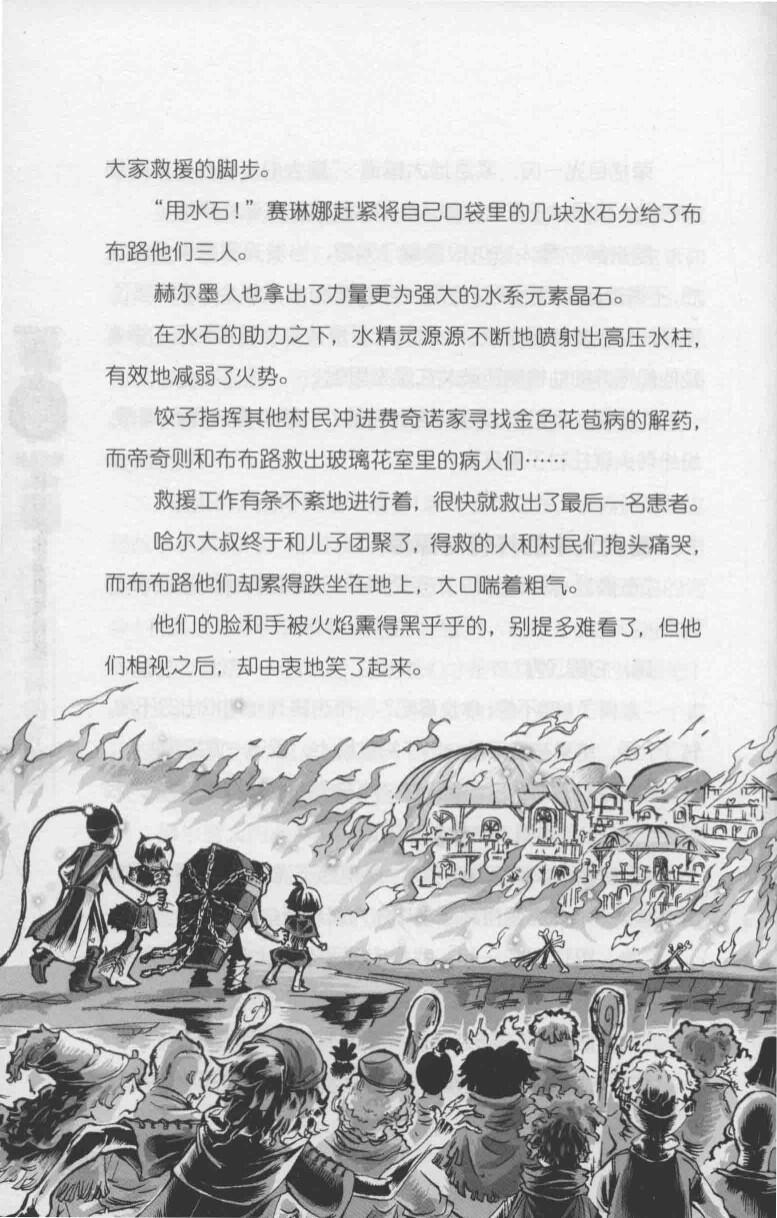 大家救援的脚步。
“用水石！”赛琳娜赶紧将自己口袋里的几块水石分给了布
布路他们三人。
赫尔墨人也拿出了力量更为强大的水系元素晶石。
在水石的助力之下，水精灵源源不断地喷射出高压水柱，
有效地减弱了火势。
饺子指挥其他村民冲进费奇诺家寻找金色花苞病的解药，
而帝奇则和布布路救出玻璃花室里的病人们……
救援工作有条不紊地进行着，很快就救出了最后一名患者。
哈尔大叔终于和儿子团聚了，得救的人和村民们抱头痛哭，
而布布路他们却累得跌坐在地上，大口喘着粗气。
他们的脸和手被火焰熏得黑乎乎的，别提多难看了，但他
们相视之后，却由衷地笑了起来。